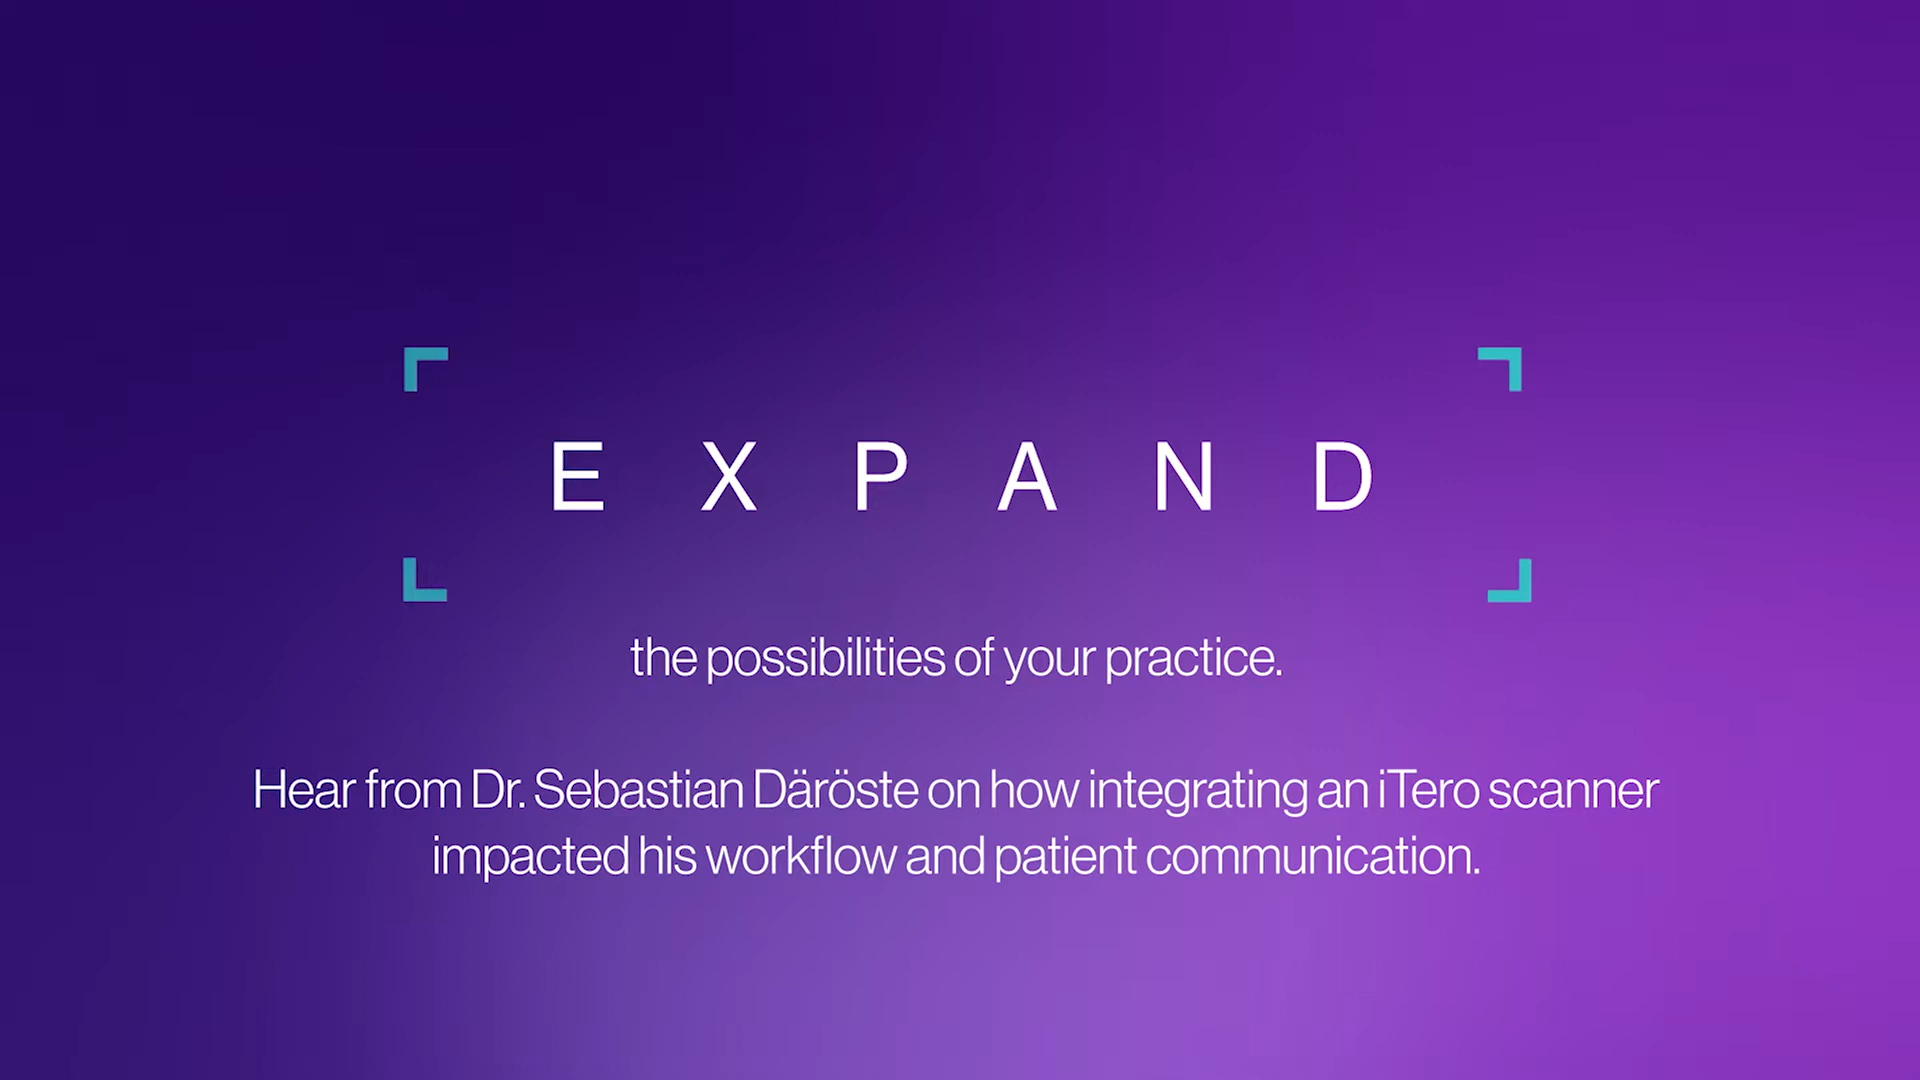 E X P A N D
the possibilities of your practice.
Hear from Dr. Sebastian Däröste on how integrating an iTero scanner
impacted his workflow and patient communication.